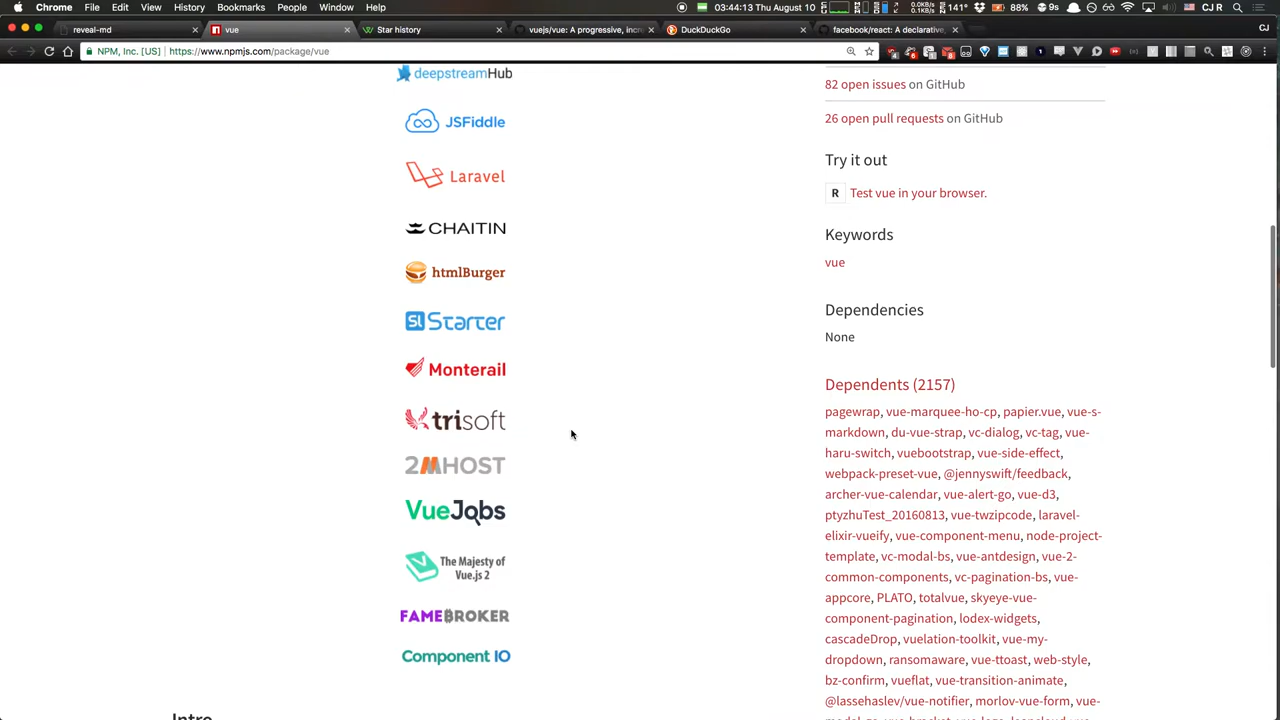 Chrome File Edit View History Bookmarks People Window Help
03:44:13 Thu August 10
88%
reveal-md
vue
Star history
vuejs/vue: A progressive, incre
DuckDuckGo
facebook/react: A declarative,
CJ
NPM, Inc. [US] https://www.npmjs.com/package/vue
deepstreamHub
JSFiddle
Laravel
CHAITIN
htmlBurger
Starter
Monterail
trisoft
2MHOST
VueJobs
The Majesty of
Vue.js 2
FAMEBROKER
Component IO
Intro
82 open issues on GitHub
26 open pull requests on GitHub
Try it out
R Test vue in your browser.
Keywords
vue
Dependencies
None
Dependents (2157)
pagewrap, vue-marquee-ho-cp, papier.vue, vue-s-
markdown, du-vue-strap, vc-dialog, vc-tag, vue-
haru-switch, vuebootstrap, vue-side-effect,
webpack-preset-vue, @jennyswift/feedback,
archer-vue-calendar, vue-alert-go, vue-d3,
ptyzhuTest_20160813, vue-twzipcode, laravel-
elixir-vueify, vue-component-menu, node-project-
template, vc-modal-bs, vue-antdesign, vue-2-
common-components, vc-pagination-bs, vue-
appcore, PLATO, totalvue, skyeye-vue-
component-pagination, lodex-widgets,
cascadeDrop, vuelation-toolkit, vue-my-
dropdown, ransomaware, vue-ttoast, web-style,
bz-confirm, vueflat, vue-transition-animate,
@lassehaslev/vue-notifier, morlov-vue-form, vue-